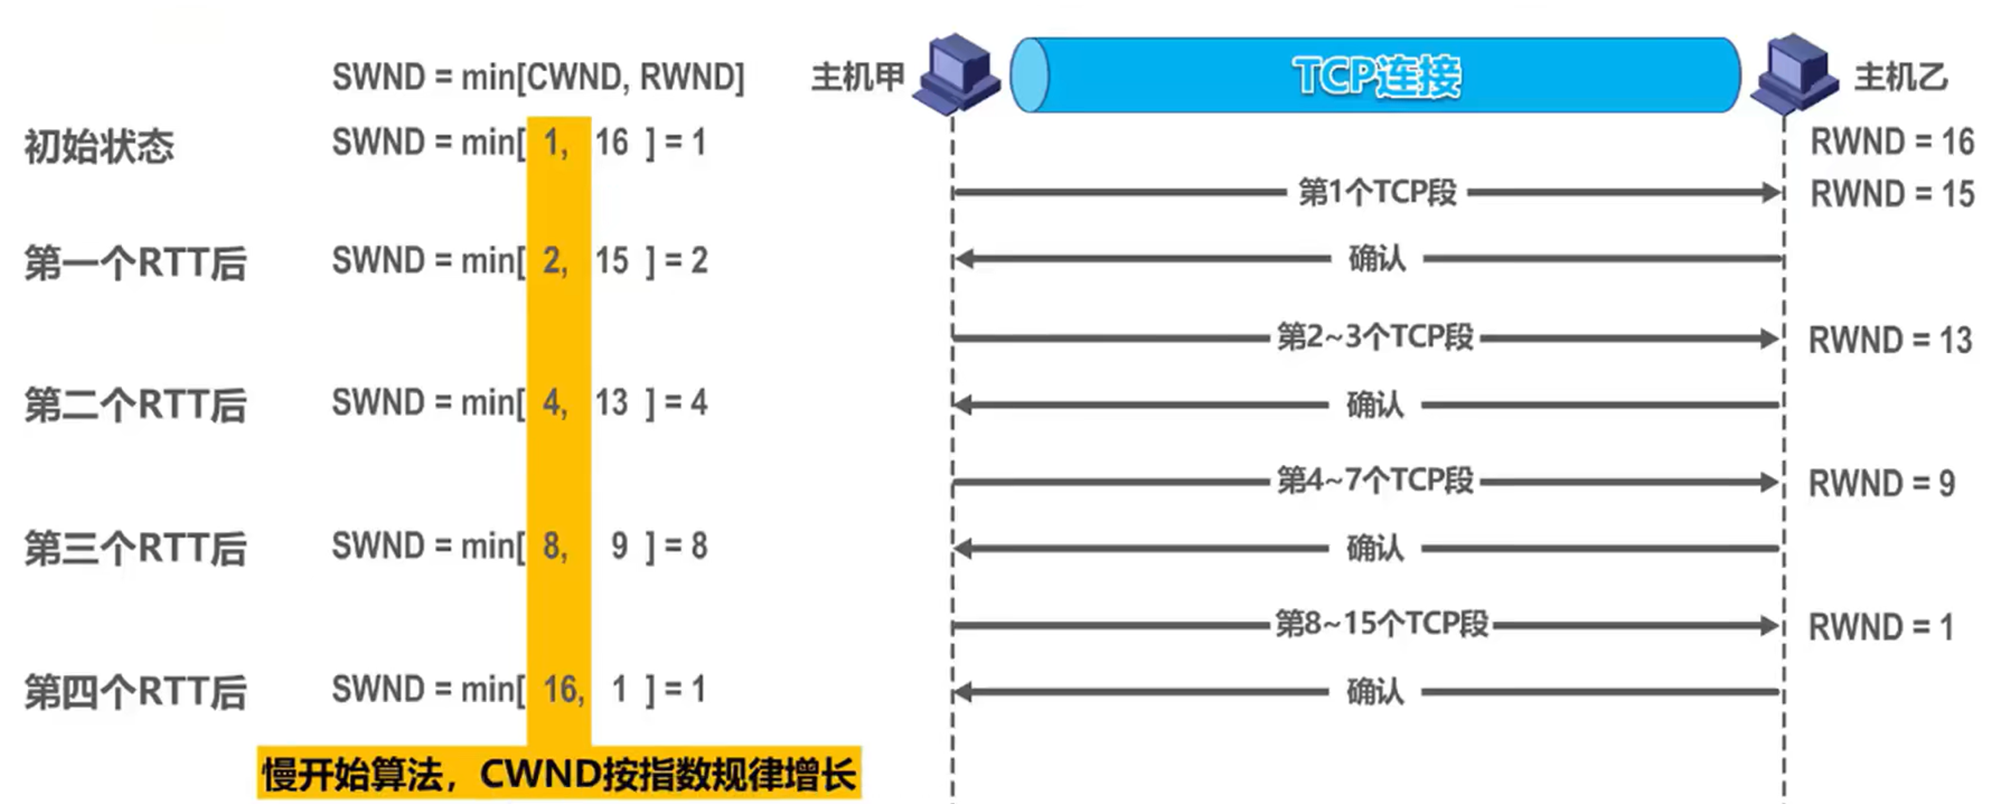 SWND = min[CWND, RWND] 主机甲 TCP连接 主机乙
初始状态 SWND = min[ 1, 16 ] = 1 RWND = 16
第1个TCP段 RWND = 15
第一个RTT后 SWND = min[ 2, 15 ] = 2 确认
第2~3个TCP段 RWND = 13
第二个RTT后 SWND = min[ 4, 13 ] = 4 确认
第4~7个TCP段 RWND = 9
第三个RTT后 SWND = min[ 8, 9 ] = 8 确认
第8~15个TCP段 RWND = 1
第四个RTT后 SWND = min[ 16, 1 ] = 1 确认
慢开始算法，CWND按指数规律增长